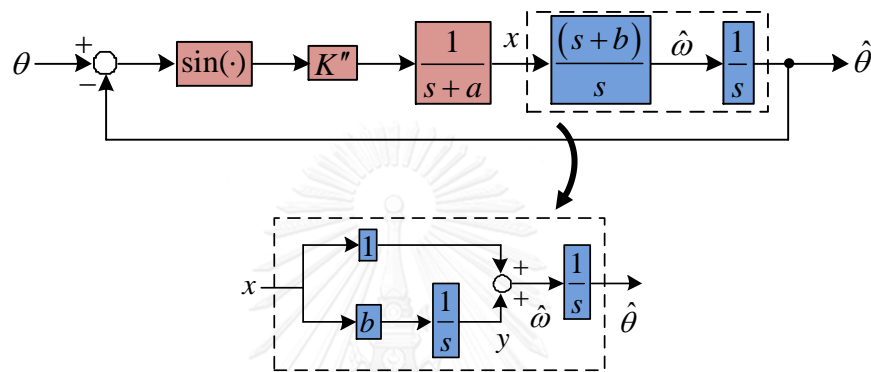 θ + − sin(·) K″ 1/(s+a) x (s+b)/s ω̂ 1/s θ̂
x 1 b 1/s y + + ω̂ 1/s θ̂